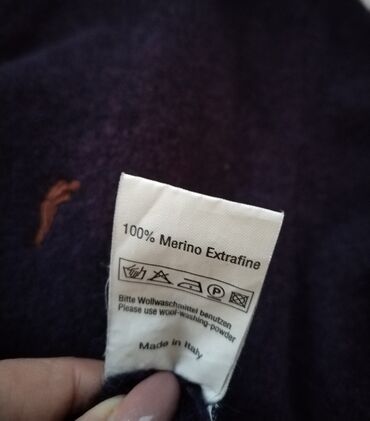 100% Merino Extrafine
P
Bitte Wollwaschmittel benutzen
Please use wool-washing-powder
Made in Italy